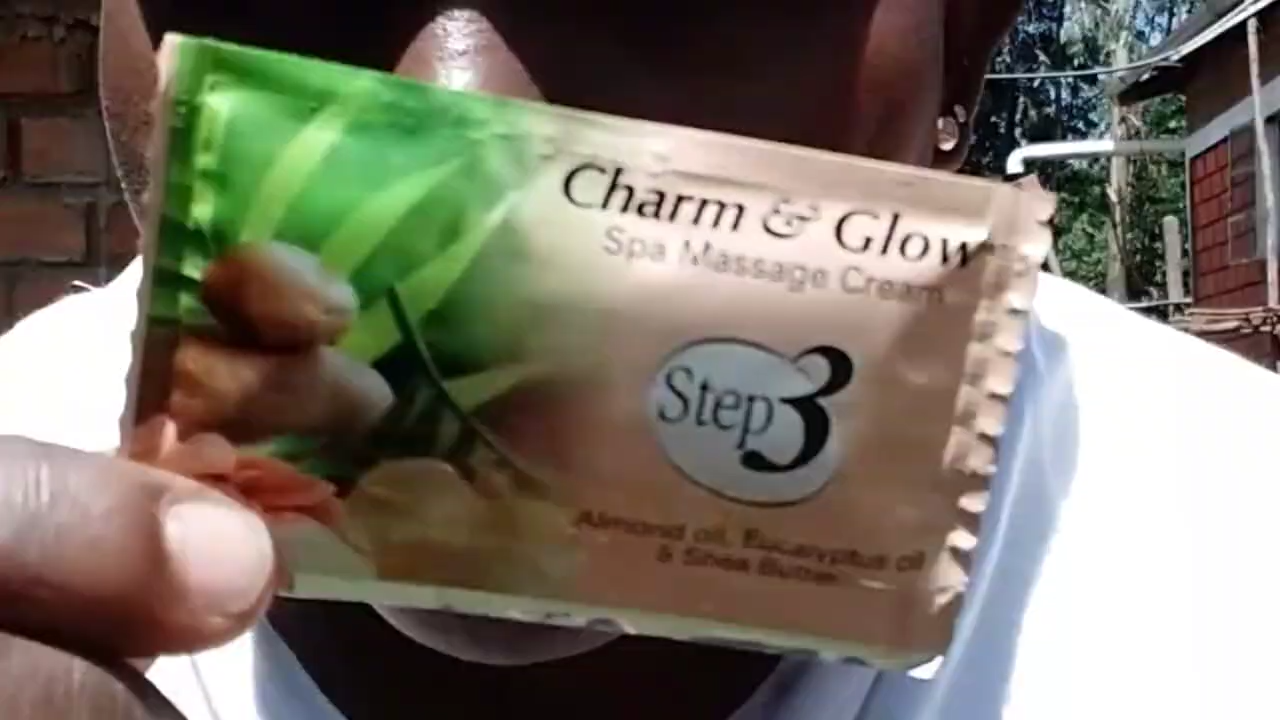 Charm & Glow
Spa Massage Cream
Step 3
Almond oil, Eucalyptus oil
& Shea Butter